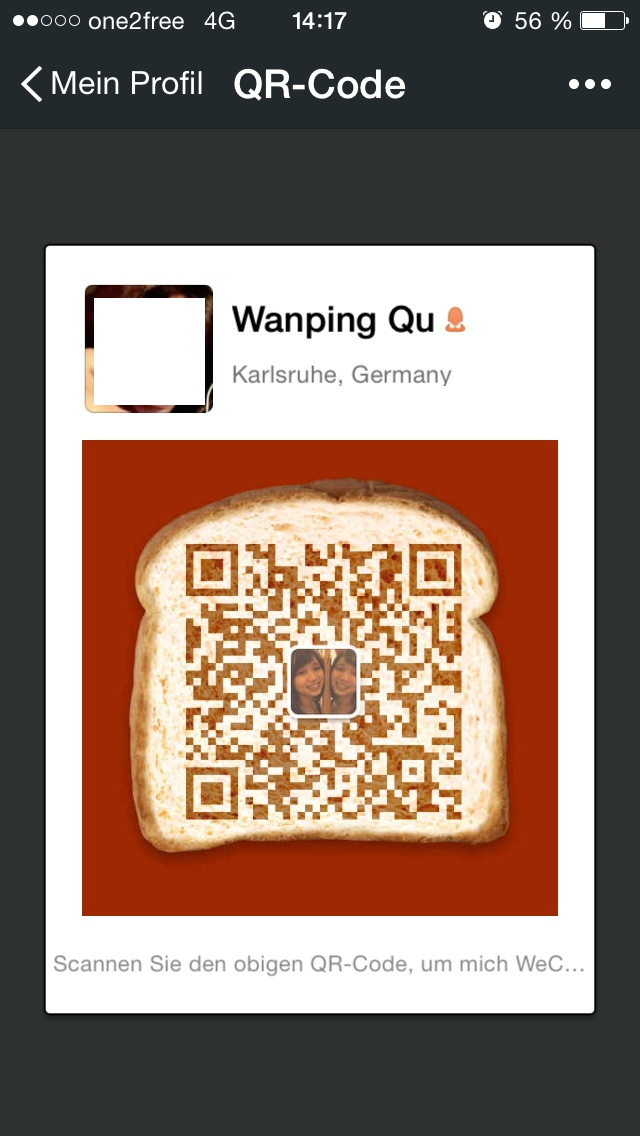 one2free 4G 14:17 56 %
Mein Profil QR-Code
Wanping Qu
Karlsruhe, Germany
Scannen Sie den obigen QR-Code, um mich WeC...